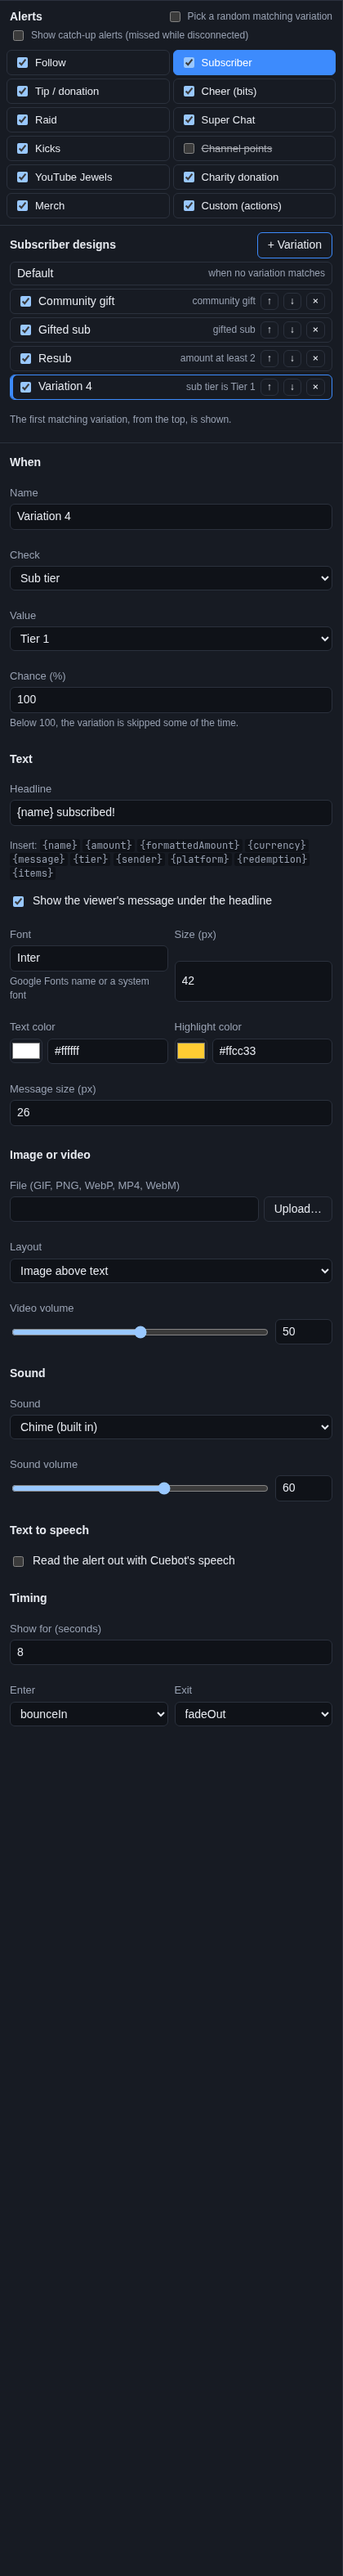 Alerts
Pick a random matching variation
Show catch-up alerts (missed while disconnected)
Follow
Subscriber
Tip / donation
Cheer (bits)
Raid
Super Chat
Kicks
Channel points
YouTube Jewels
Charity donation
Merch
Custom (actions)
Subscriber designs
+ Variation
Default when no variation matches
Community gift community gift ↑ ↓ ×
Gifted sub gifted sub ↑ ↓ ×
Resub amount at least 2 ↑ ↓ ×
Variation 4 sub tier is Tier 1 ↑ ↓ ×
The first matching variation, from the top, is shown.
When
Name
Variation 4
Check
Sub tier
Value
Tier 1
Chance (%)
100
Below 100, the variation is skipped some of the time.
Text
Headline
{name} subscribed!
Insert: {name} {amount} {formattedAmount} {currency}
{message} {tier} {sender} {platform} {redemption}
{items}
Show the viewer's message under the headline
Font
Inter
Google Fonts name or a system
font
Size (px)
42
Text color
#ffffff
Highlight color
#ffcc33
Message size (px)
26
Image or video
File (GIF, PNG, WebP, MP4, WebM)
Upload…
Layout
Image above text
Video volume
50
Sound
Sound
Chime (built in)
Sound volume
60
Text to speech
Read the alert out with Cuebot's speech
Timing
Show for (seconds)
8
Enter
bounceIn
Exit
fadeOut